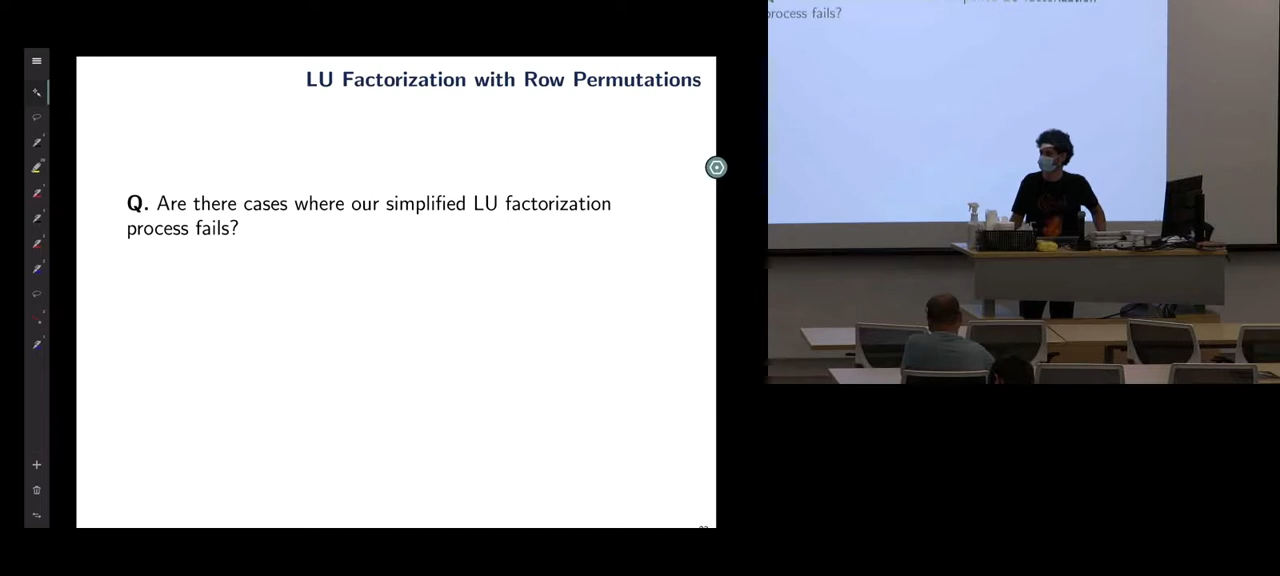 LU Factorization with Row Permutations
Q. Are there cases where our simplified LU factorization
process fails?
process fails?